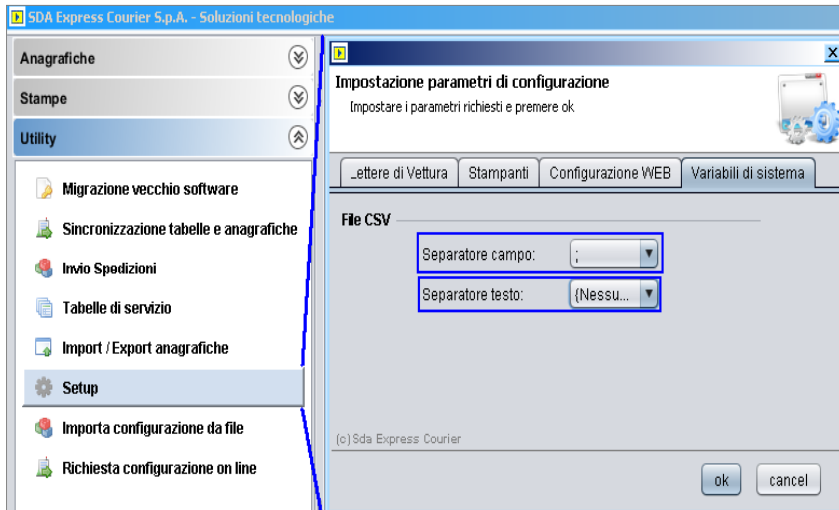 SDA Express Courier S.p.A. - Soluzioni tecnologiche
Anagrafiche
Stampe
Utility
Migrazione vecchio software
Sincronizzazione tabelle e anagrafiche
Invio Spedizioni
Tabelle di servizio
Import / Export anagrafiche
Setup
Importa configurazione da file
Richiesta configurazione on line
X
Impostazione parametri di configurazione
Impostare i parametri richiesti e premere ok
_ettere di Vettura Stampanti Configurazione WEB Variabili di sistema
File CSV
Separatore campo: ;
Separatore testo: {Nessu...
(c) Sda Express Courier
ok cancel